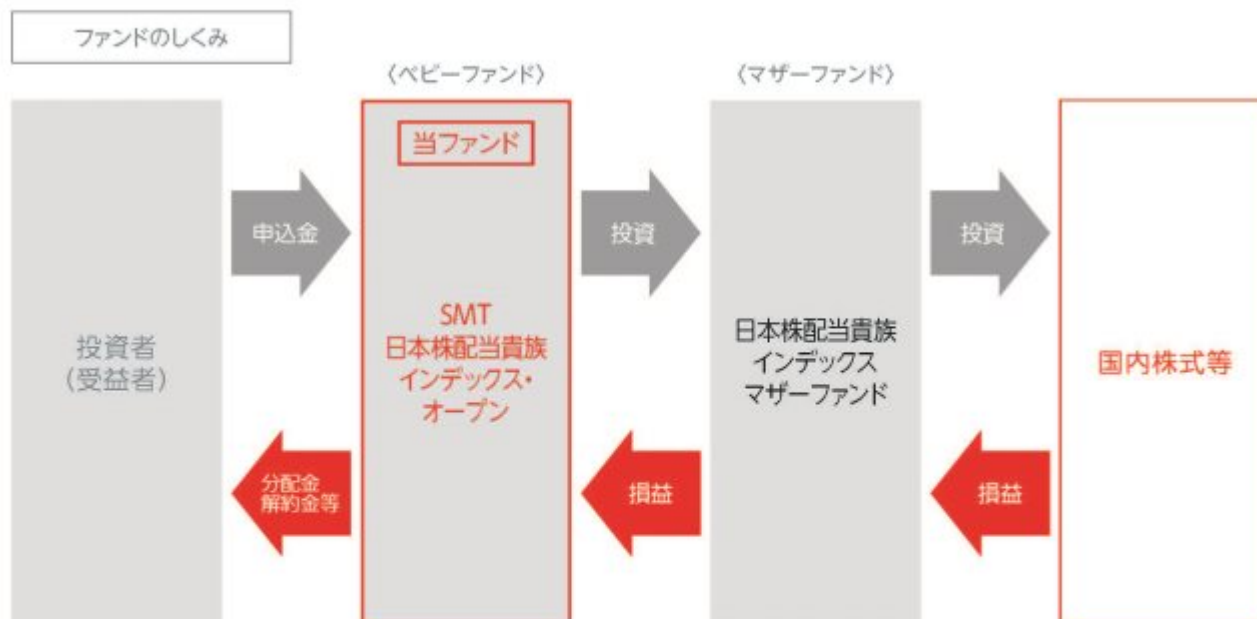 ファンドのしくみ
〈ベビーファンド〉
〈マザーファンド〉
当ファンド
申込金
投資
投資
投資者
(受益者)
SMT
日本株配当貴族
インデックス・
オープン
日本株配当貴族
インデックス
マザーファンド
国内株式等
分配金
解約金等
損益
損益